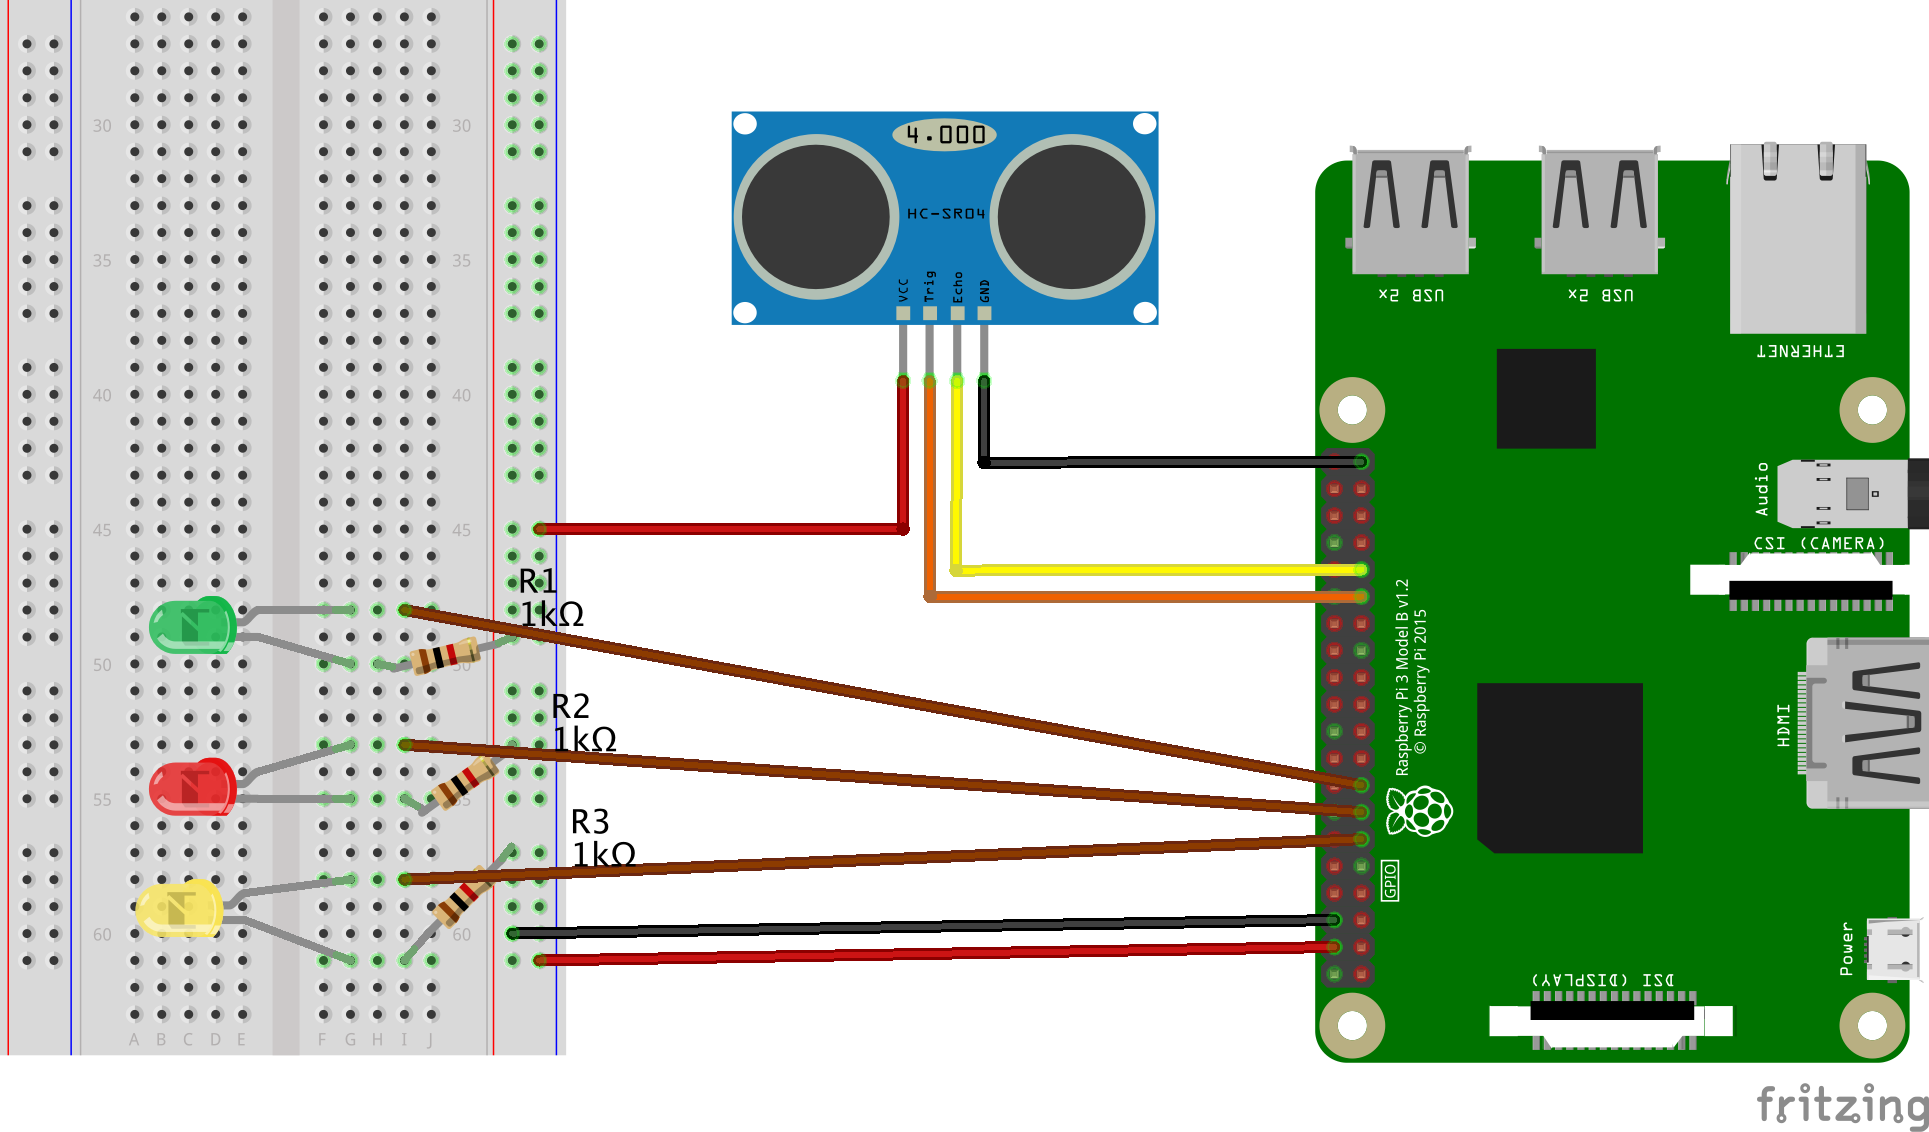 30
30
35
35
40
40
45
45
50
50
55
60
60
A B C D E
F G H I J
4.000
HC-SR04
VCC
Trig
Echo
GND
R1
1kΩ
R2
1kΩ
R3
1kΩ
USB 2x
USB 2x
ETHERNET
Audio
CSI (CAMERA)
Raspberry Pi 3 Model B v1.2
© Raspberry Pi 2015
HDMI
GPIO
Power
DSI (DISPLAY)
fritzing